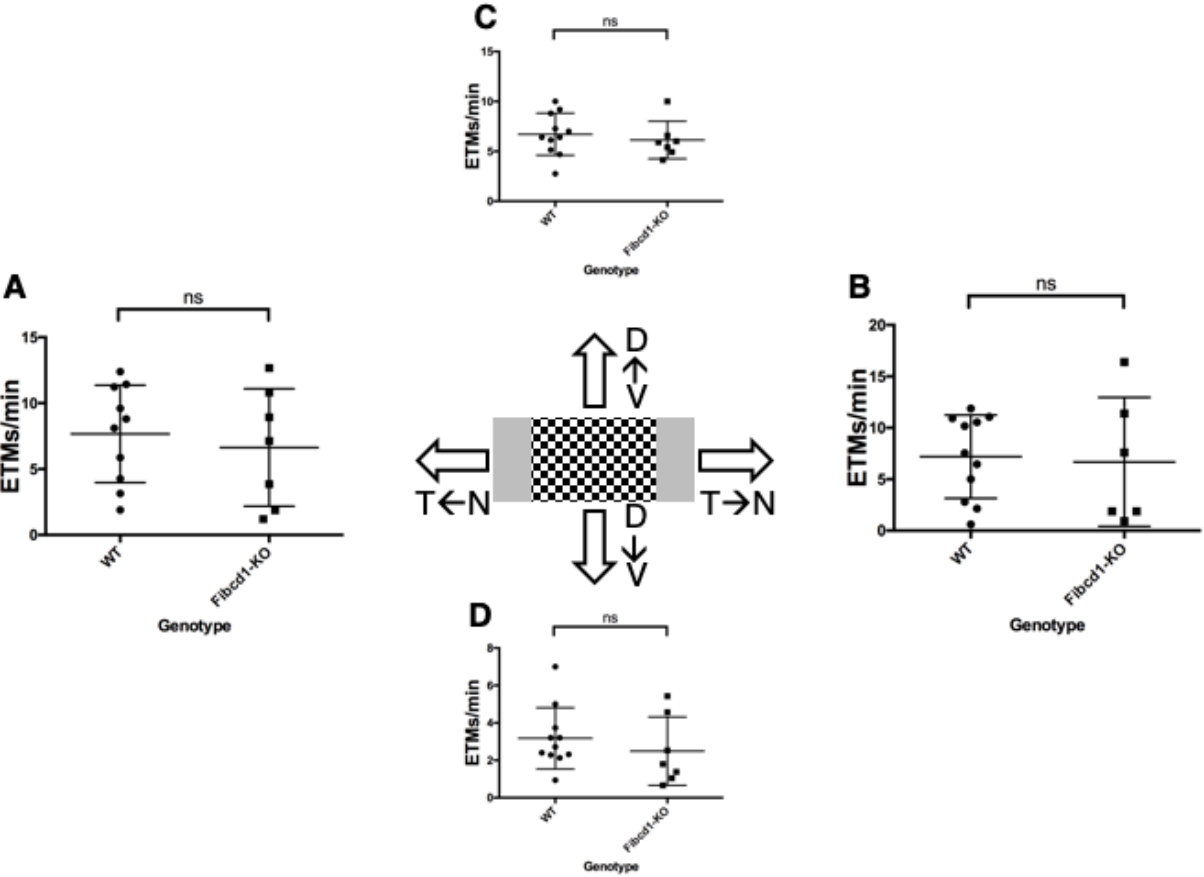 C
ns
15
10
5
0
ETMs/min
WT
Fibcd1-KO
Genotype
A
ns
15
10
5
0
ETMs/min
WT
Fibcd1-KO
Genotype
D
↑
V
T←N
T→N
D
↓
V
B
ns
20
15
10
5
0
ETMs/min
WT
Fibcd1-KO
Genotype
D
ns
8
6
4
2
0
ETMs/min
WT
Fibcd1-KO
Genotype